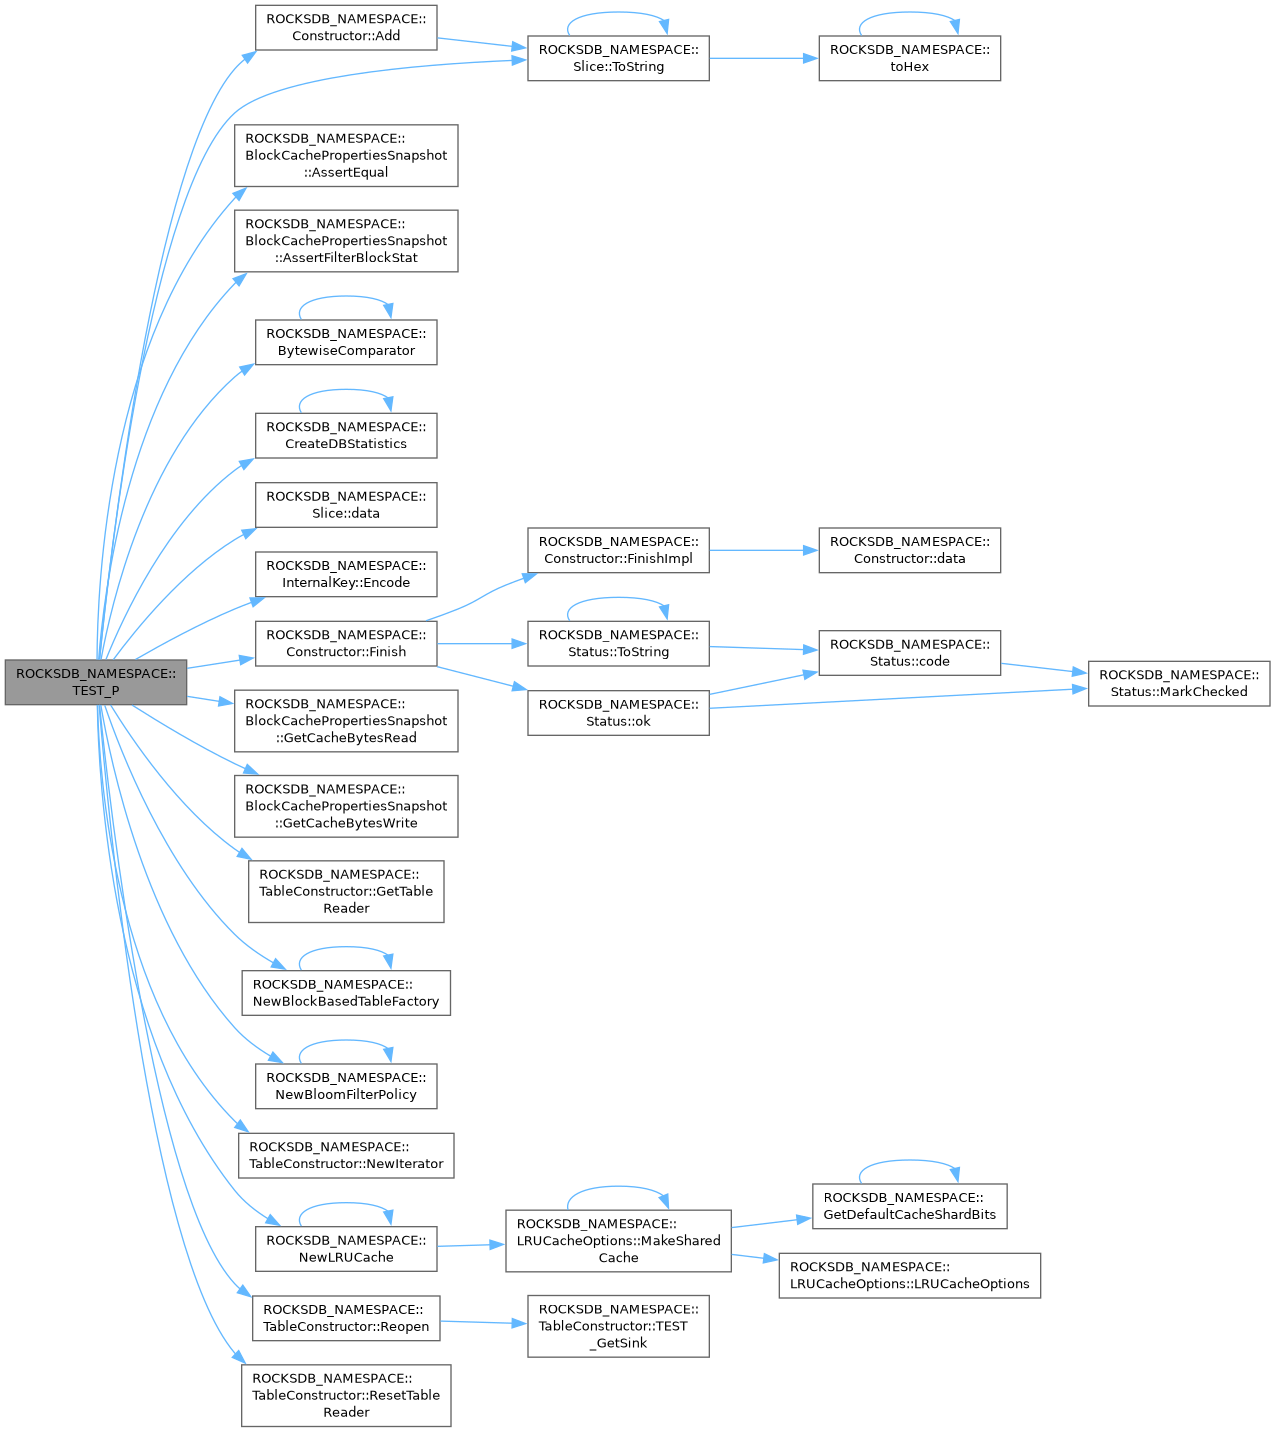 ROCKSDB_NAMESPACE::
Constructor::Add
ROCKSDB_NAMESPACE::
Slice::ToString
ROCKSDB_NAMESPACE::
toHex
ROCKSDB_NAMESPACE::
BlockCachePropertiesSnapshot
::AssertEqual
ROCKSDB_NAMESPACE::
BlockCachePropertiesSnapshot
::AssertFilterBlockStat
ROCKSDB_NAMESPACE::
BytewiseComparator
ROCKSDB_NAMESPACE::
CreateDBStatistics
ROCKSDB_NAMESPACE::
Slice::data
ROCKSDB_NAMESPACE::
InternalKey::Encode
ROCKSDB_NAMESPACE::
Constructor::FinishImpl
ROCKSDB_NAMESPACE::
Constructor::data
ROCKSDB_NAMESPACE::
Constructor::Finish
ROCKSDB_NAMESPACE::
Status::ToString
ROCKSDB_NAMESPACE::
Status::code
ROCKSDB_NAMESPACE::
Status::MarkChecked
ROCKSDB_NAMESPACE::
TEST_P
ROCKSDB_NAMESPACE::
Status::ok
ROCKSDB_NAMESPACE::
BlockCachePropertiesSnapshot
::GetCacheBytesRead
ROCKSDB_NAMESPACE::
BlockCachePropertiesSnapshot
::GetCacheBytesWrite
ROCKSDB_NAMESPACE::
TableConstructor::GetTable
Reader
ROCKSDB_NAMESPACE::
NewBlockBasedTableFactory
ROCKSDB_NAMESPACE::
NewBloomFilterPolicy
ROCKSDB_NAMESPACE::
TableConstructor::NewIterator
ROCKSDB_NAMESPACE::
NewLRUCache
ROCKSDB_NAMESPACE::
LRUCacheOptions::MakeShared
Cache
ROCKSDB_NAMESPACE::
GetDefaultCacheShardBits
ROCKSDB_NAMESPACE::
LRUCacheOptions::LRUCacheOptions
ROCKSDB_NAMESPACE::
TableConstructor::Reopen
ROCKSDB_NAMESPACE::
TableConstructor::TEST
_GetSink
ROCKSDB_NAMESPACE::
TableConstructor::ResetTable
Reader